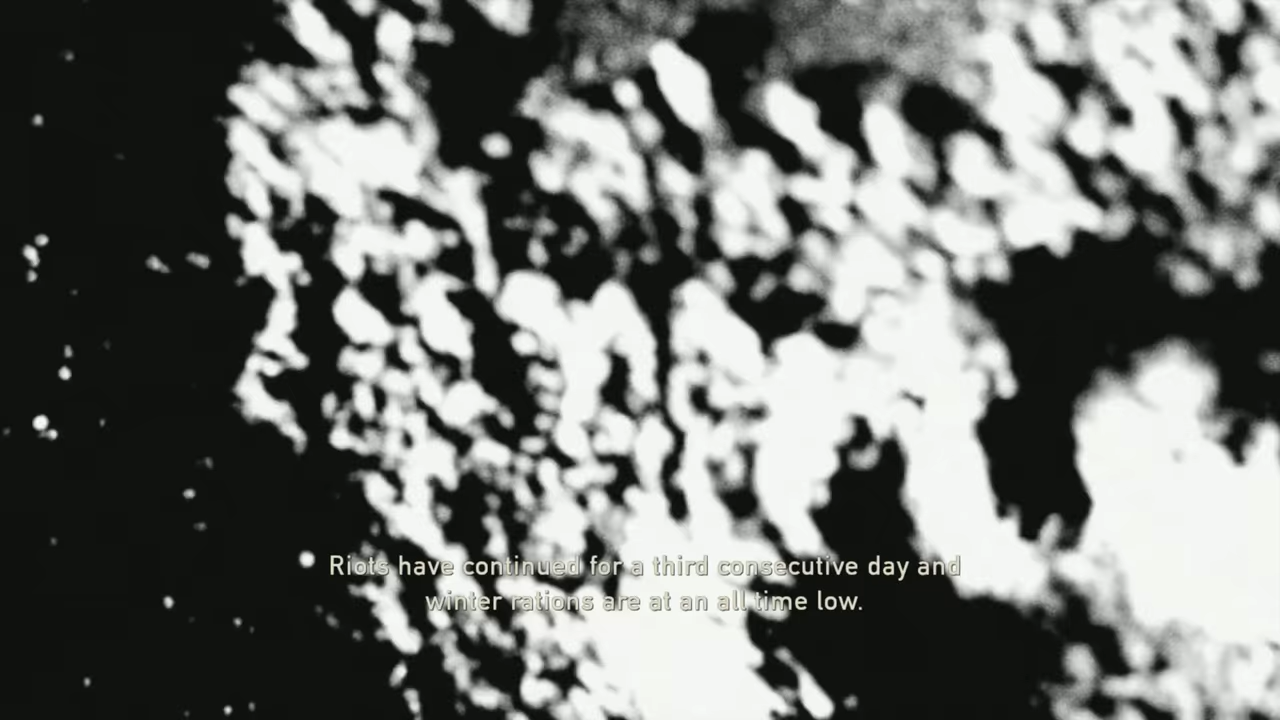 Riots have continued for a third consecutive day and
winter rations are at an all time low.